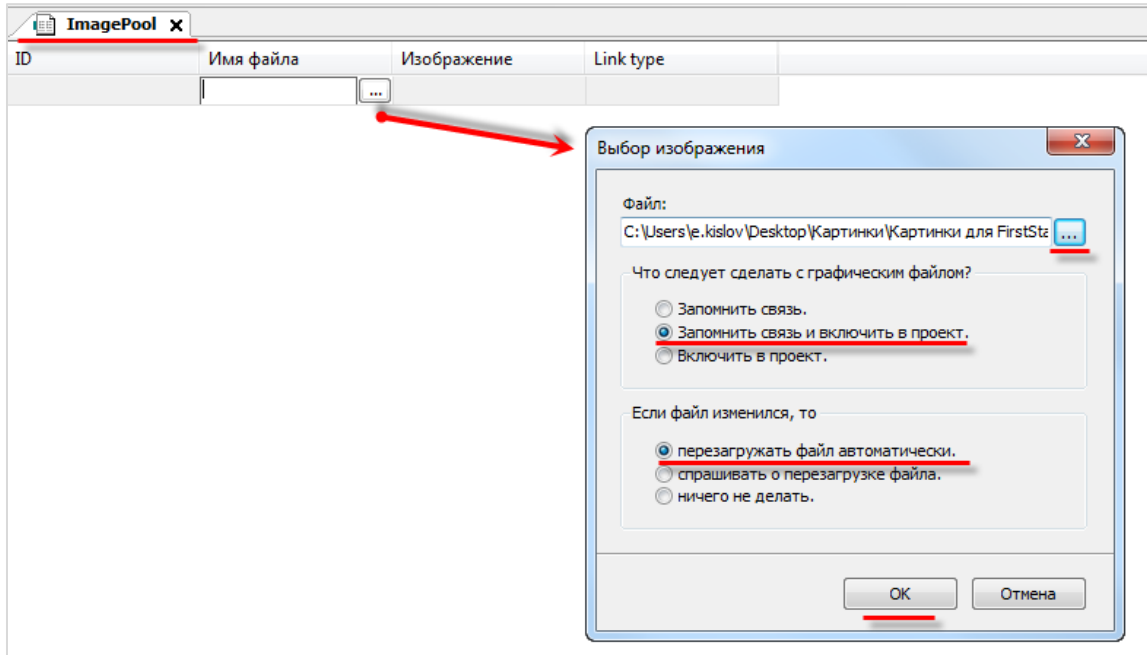 ImagePool
ID Имя файла Изображение Link type
...
Выбор изображения
Файл:
C:\Users\e.kislov\Desktop\Картинки\Картинки для FirstSta ...
Что следует сделать с графическим файлом?
Запомнить связь.
Запомнить связь и включить в проект.
Включить в проект.
Если файл изменился, то
перезагружать файл автоматически.
спрашивать о перезагрузке файла.
ничего не делать.
OK Отмена